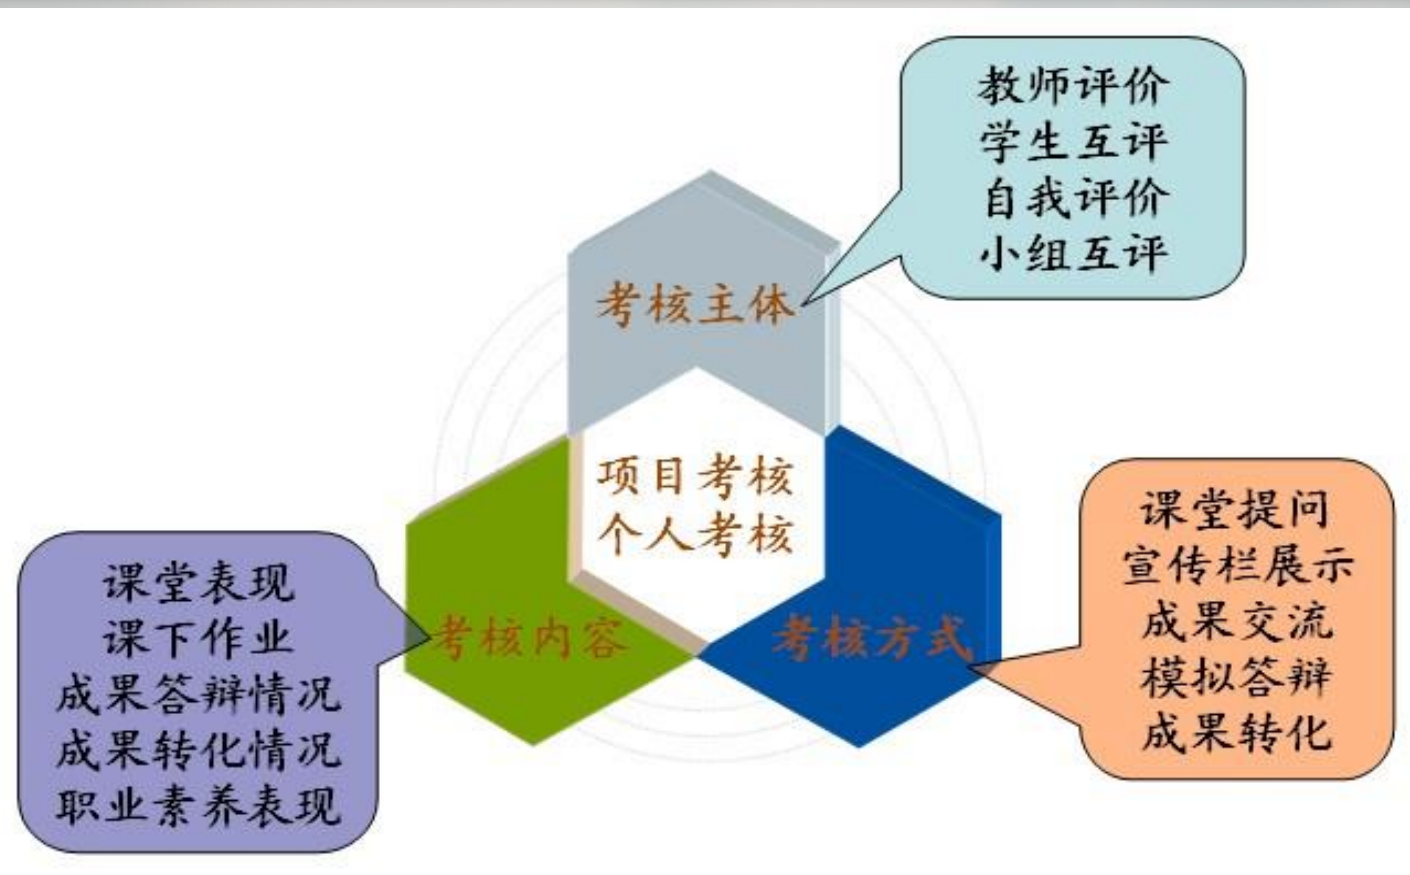 教师评价
学生互评
自我评价
小组互评
考核主体
项目考核
个人考核
课堂提问
宣传栏展示
成果交流
模拟答辩
成果转化
考核方式
考核内容
课堂表现
课下作业
成果答辩情况
成果转化情况
职业素养表现